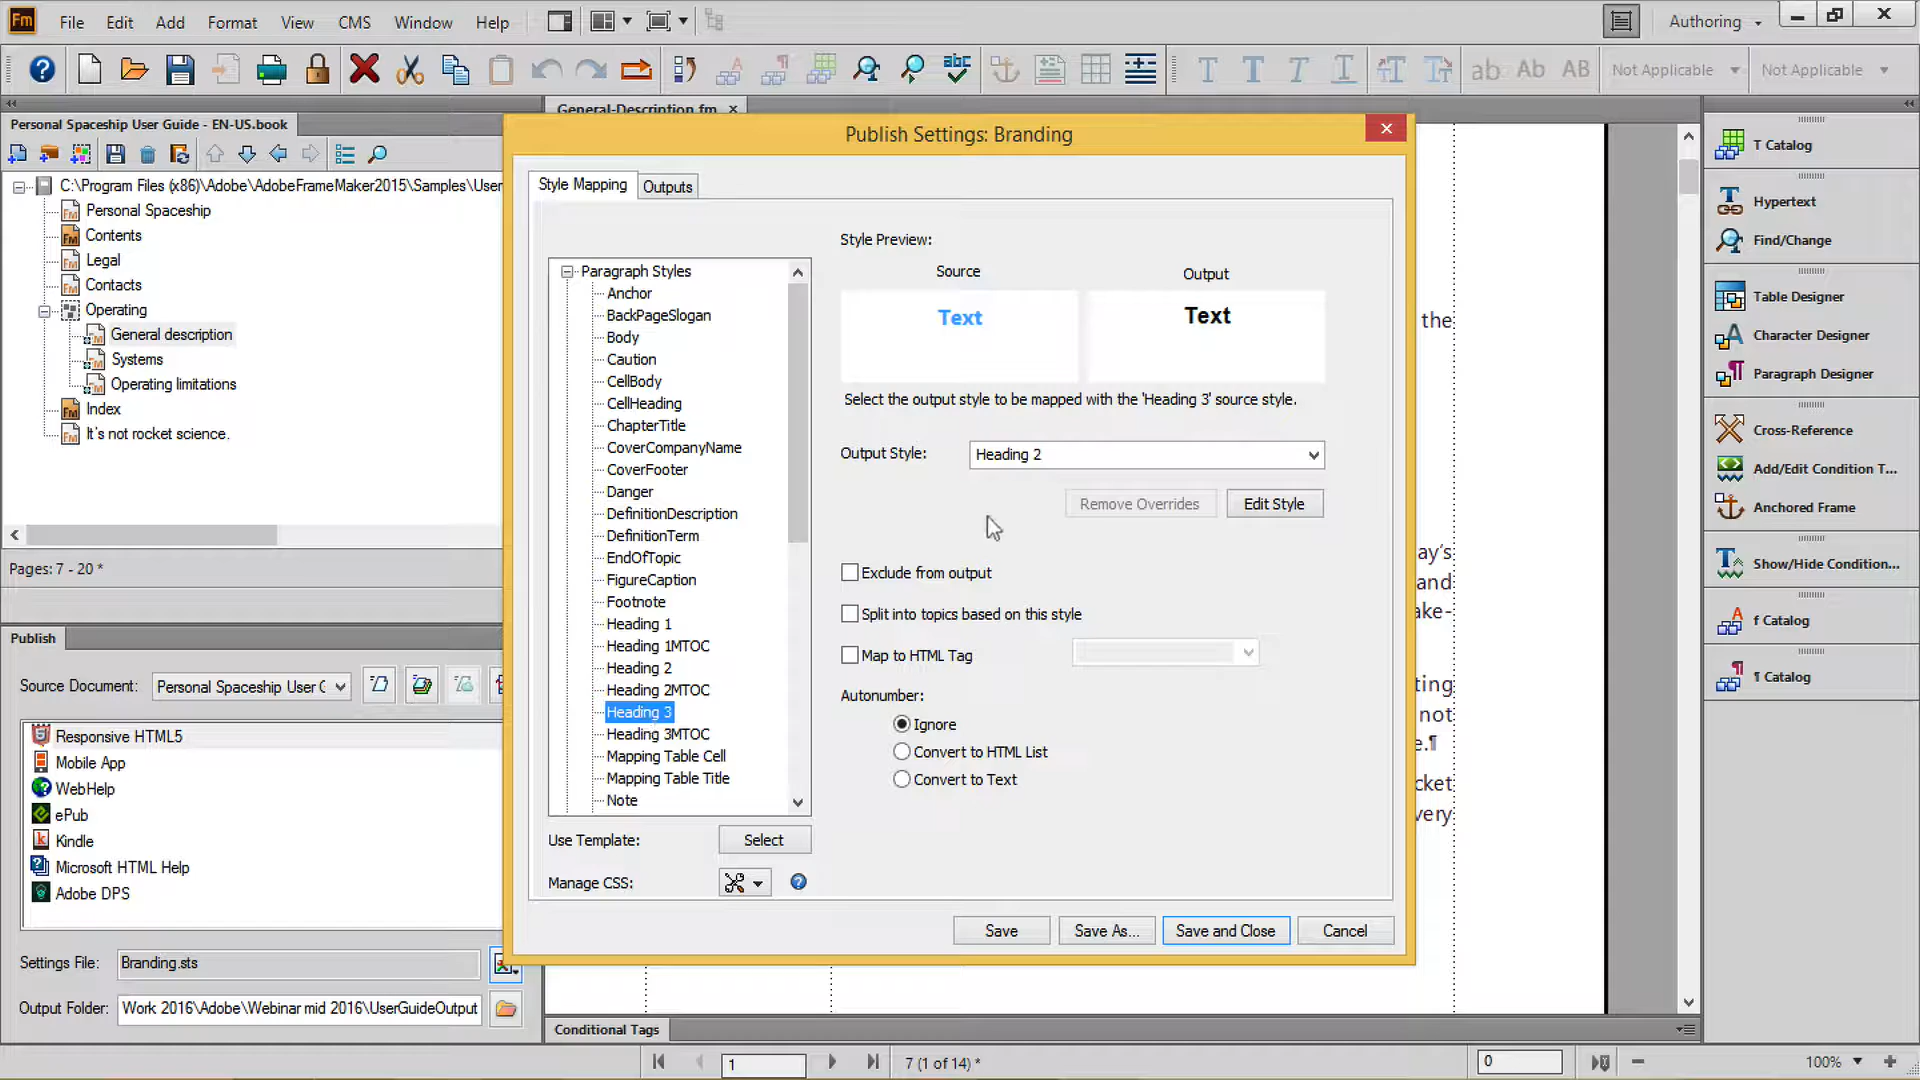 Fm File Edit Add Format View CMS Window Help Authoring
Not Applicable Not Applicable
Personal Spaceship User Guide - EN-US.book
C:\Program Files (x86)\Adobe\AdobeFrameMaker2015\Samples\User
Personal Spaceship
Contents
Legal
Contacts
Operating
General description
Systems
Operating limitations
Index
It's not rocket science.
Pages: 7 - 20 *
Publish
Source Document: Personal Spaceship User G
Responsive HTML5
Mobile App
WebHelp
ePub
Kindle
Microsoft HTML Help
Adobe DPS
Settings File: Branding.sts
Output Folder: Work 2016\Adobe\Webinar mid 2016\UserGuideOutput
General-Description.fm
Publish Settings: Branding
Style Mapping Outputs
Paragraph Styles
Anchor
BackPageSlogan
Body
Caution
CellBody
CellHeading
ChapterTitle
CoverCompanyName
CoverFooter
Danger
DefinitionDescription
DefinitionTerm
EndOfTopic
FigureCaption
Footnote
Heading 1
Heading 1MTOC
Heading 2
Heading 2MTOC
Heading 3
Heading 3MTOC
Mapping Table Cell
Mapping Table Title
Note
Use Template: Select
Manage CSS:
Style Preview:
Source Output
Text Text
Select the output style to be mapped with the 'Heading 3' source style.
Output Style: Heading 2
Remove Overrides Edit Style
Exclude from output
Split into topics based on this style
Map to HTML Tag
Autonumber:
Ignore
Convert to HTML List
Convert to Text
Save Save As... Save and Close Cancel
the
ay's
and
ake-
ting
not
e.¶
cket
very
Conditional Tags
1 7 (1 of 14) * 0 100%
T Catalog
Hypertext
Find/Change
Table Designer
Character Designer
Paragraph Designer
Cross-Reference
Add/Edit Condition T...
Anchored Frame
Show/Hide Condition...
f Catalog
¶ Catalog